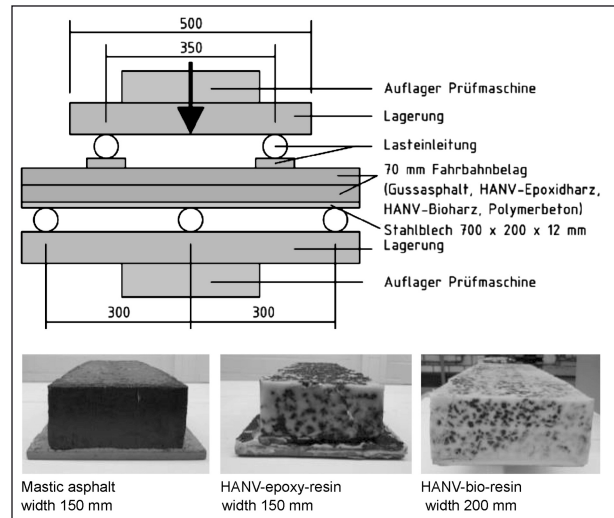 500
350
Auflager Prüfmaschine
Lagerung
Lasteinleitung
70 mm Fahrbahnbelag
(Gussasphalt, HANV-Epoxidharz,
HANV-Bioharz, Polymerbeton)
Stahlblech 700 x 200 x 12 mm
Lagerung
Auflager Prüfmaschine
300
300
Mastic asphalt
width 150 mm
HANV-epoxy-resin
width 150 mm
HANV-bio-resin
width 200 mm